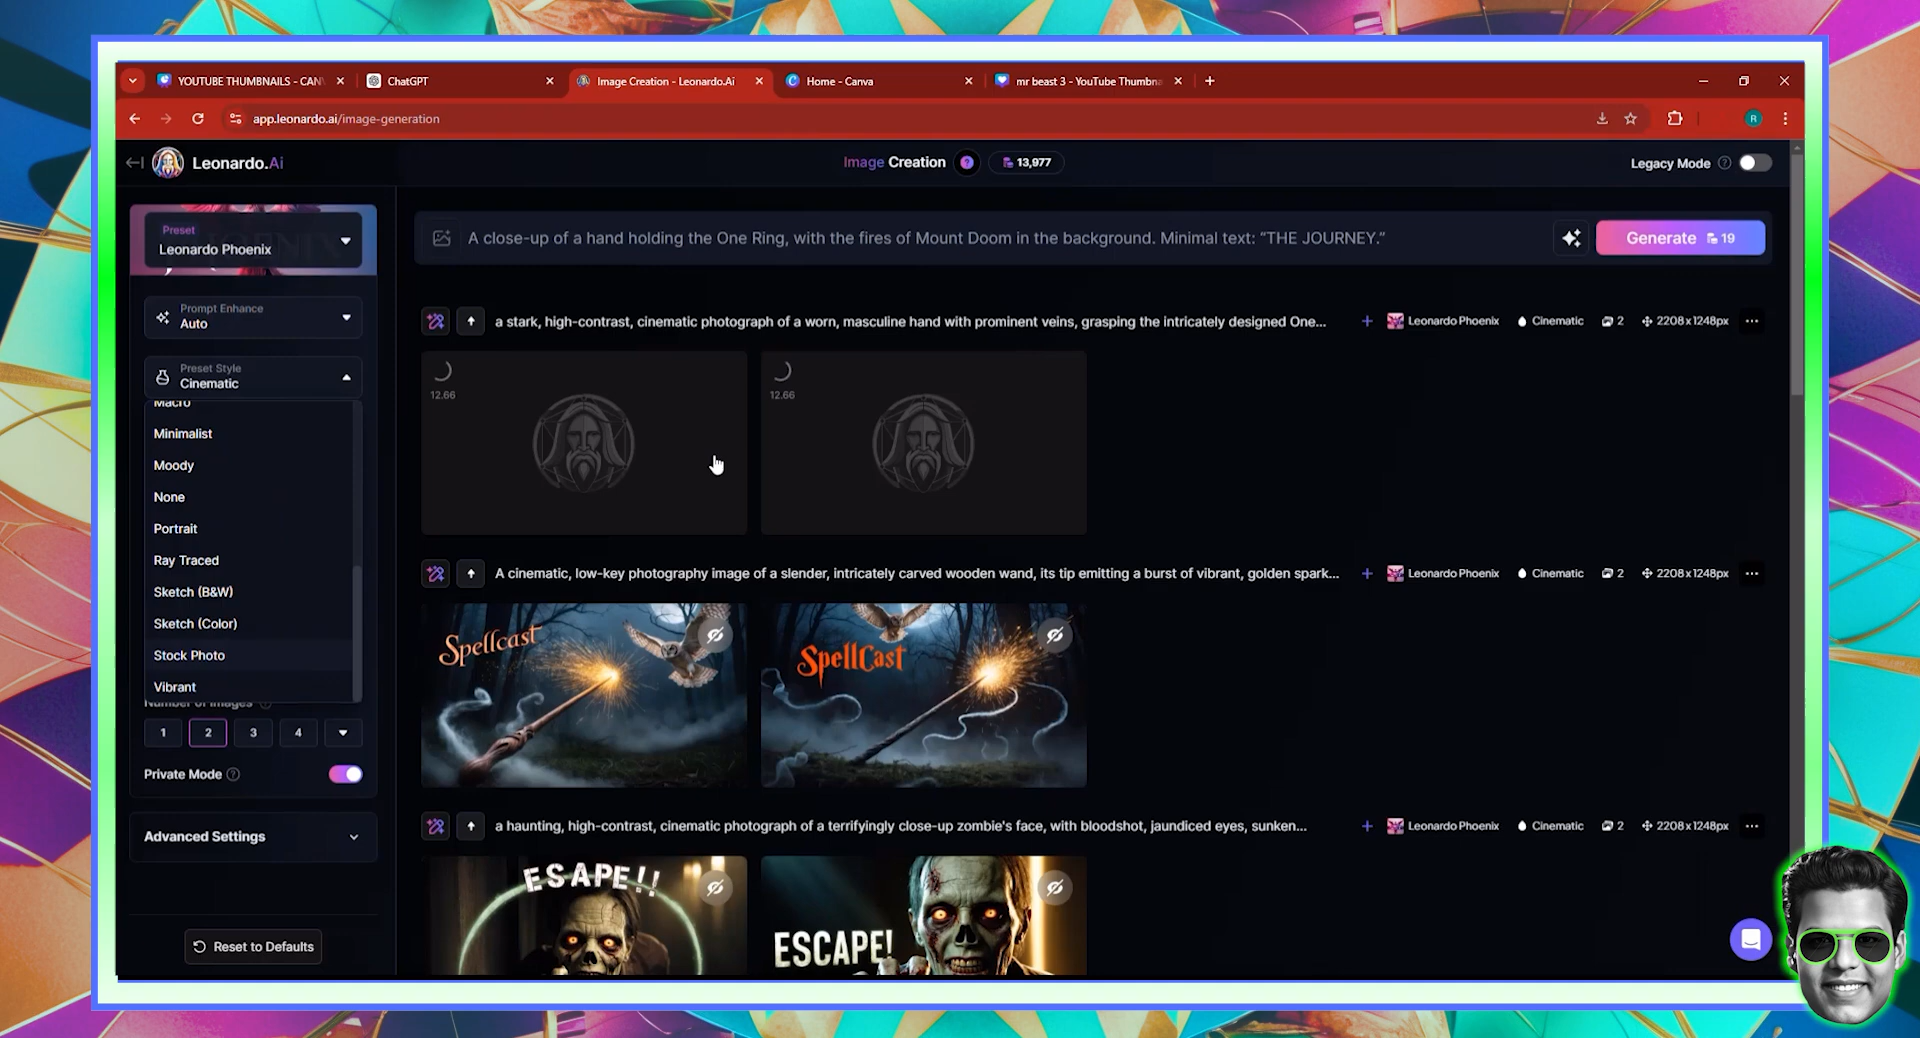 YOUTUBE THUMBNAILS - CAN
ChatGPT
Image Creation - Leonardo.Ai
Home - Canva
mr beast 3 - YouTube Thumbna
app.leonardo.ai/image-generation
R
Leonardo.Ai
Image Creation
?
13,977
Legacy Mode
Preset
Leonardo Phoenix
A close-up of a hand holding the One Ring, with the fires of Mount Doom in the background. Minimal text: “THE JOURNEY.”
Generate 19
Prompt Enhance
Auto
a stark, high-contrast, cinematic photograph of a worn, masculine hand with prominent veins, grasping the intricately designed One...
Leonardo Phoenix
Cinematic
2
2208x1248px
Preset Style
Cinematic
12.66
12.66
Macro
Minimalist
Moody
None
Portrait
Ray Traced
Sketch (B&W)
Sketch (Color)
Stock Photo
Vibrant
A cinematic, low-key photography image of a slender, intricately carved wooden wand, its tip emitting a burst of vibrant, golden spark...
Leonardo Phoenix
Cinematic
2
2208x1248px
Spellcast
SpellCast
Number of Images
1
2
3
4
Private Mode
Advanced Settings
Reset to Defaults
a haunting, high-contrast, cinematic photograph of a terrifyingly close-up zombie's face, with bloodshot, jaundiced eyes, sunken...
Leonardo Phoenix
Cinematic
2
2208x1248px
ESAPE!!
ESCAPE!